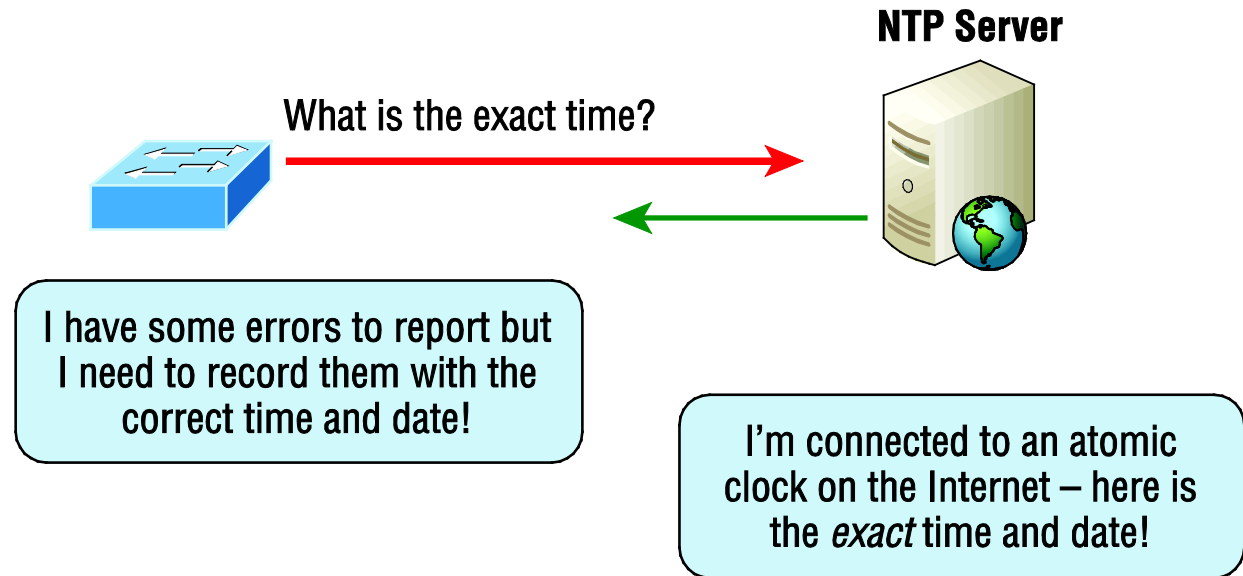 NTP Server
What is the exact time?
I have some errors to report but
I need to record them with the
correct time and date!
I’m connected to an atomic
clock on the Internet – here is
the exact time and date!